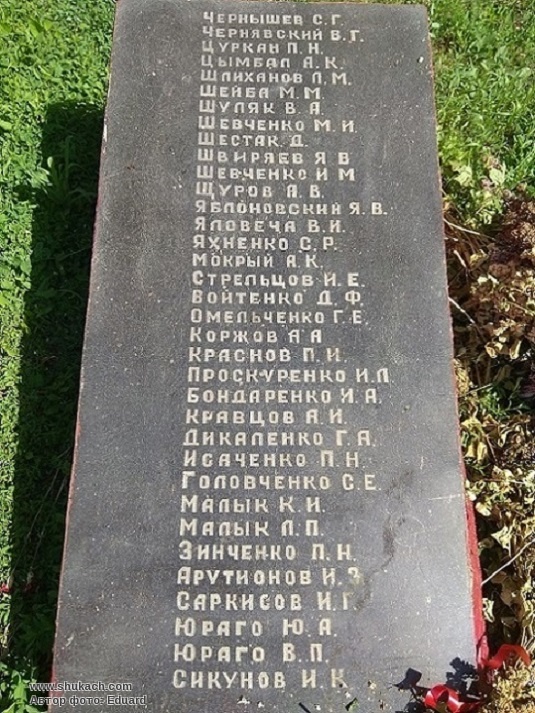 ЧЕРНЫШЕВ С.Г.
ЧЕРНЯВСКИЙ В.Г.
ЦУРКАН П.Н.
ЦЫМБАЛ А.К.
ШЛИХАНОВ Л.М.
ШЕЙБА М.М.
ШУЛЯК В.А.
ШЕВЧЕНКО М.И.
ШЕСТАК Д.
ШВИРЯЕВ Я В
ШЕВЧЕНКО И М
ЩУРОВ А.В.
ЯБЛОНОВСКИЙ Я.В.
ЯЛОВЕЧА В.И.
ЯХНЕНКО С.Р.
МОКРЫЙ А.К.
СТРЕЛЬЦОВ И.Е.
ВОЙТЕНКО Д.Ф.
ОМЕЛЬЧЕНКО Г.Е.
КОРЖОВ А А
КРАСНОВ П.И.
ПРОСКУРЕНКО И.Л
БОНДАРЕНКО И.А.
КРАВЦОВ А.И.
ДИКАЛЕНКО Г.А.
ИСАЧЕНКО П.Н.
ГОЛОВЧЕНКО С.Е.
МАЛЫК К.И.
МАЛЫК Л.П.
ЗИНЧЕНКО П.Н.
АРУТИОНОВ И.З.
САРКИСОВ И.Г.
ЮРАГО Ю.А.
ЮРАГО В.П.
СИКУНОВ И.К.
www.shukach.com
Автор фото: Eduard